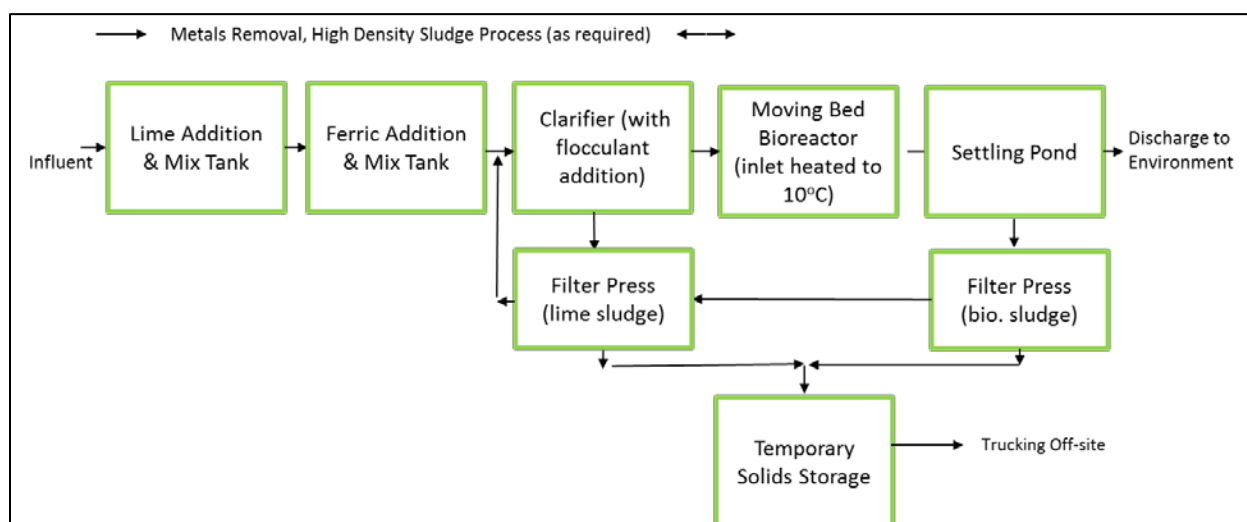 Metals Removal, High Density Sludge Process (as required)
Influent
Lime Addition
& Mix Tank
Ferric Addition
& Mix Tank
Clarifier (with
flocculant
addition)
Moving Bed
Bioreactor
(inlet heated to
10°C)
Settling Pond
Discharge to
Environment
Filter Press
(lime sludge)
Filter Press
(bio. sludge)
Temporary
Solids Storage
Trucking Off-site